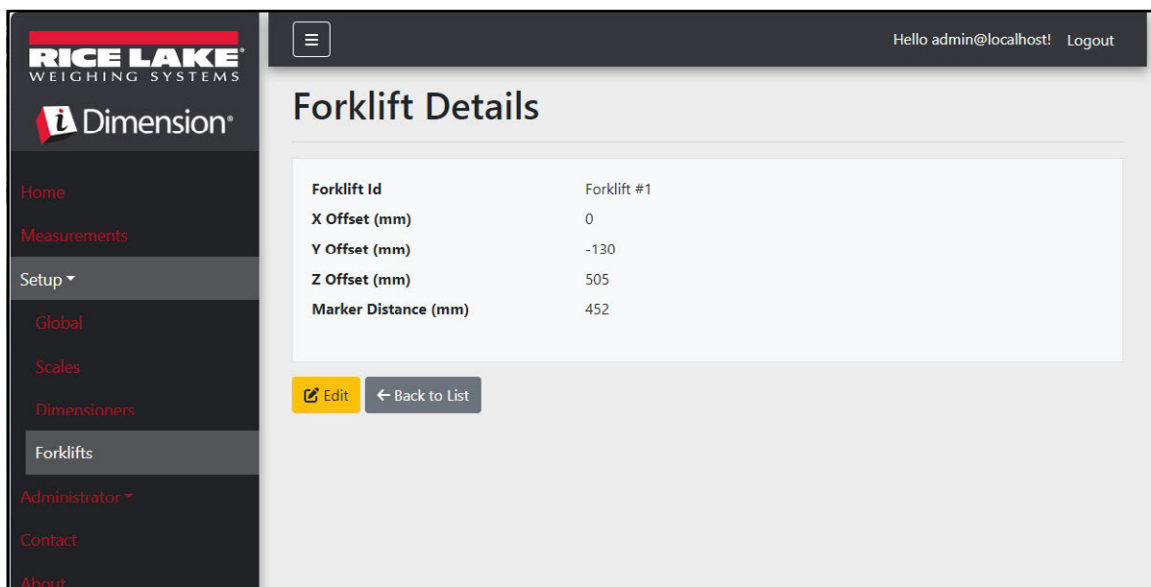 RICE LAKE®
WEIGHING SYSTEMS
i Dimension®
Home
Measurements
Setup
Global
Scales
Dimensioners
Forklifts
Administrator
Contact
About
Hello admin@localhost! Logout
Forklift Details
Forklift Id Forklift #1
X Offset (mm) 0
Y Offset (mm) -130
Z Offset (mm) 505
Marker Distance (mm) 452
Edit ← Back to List